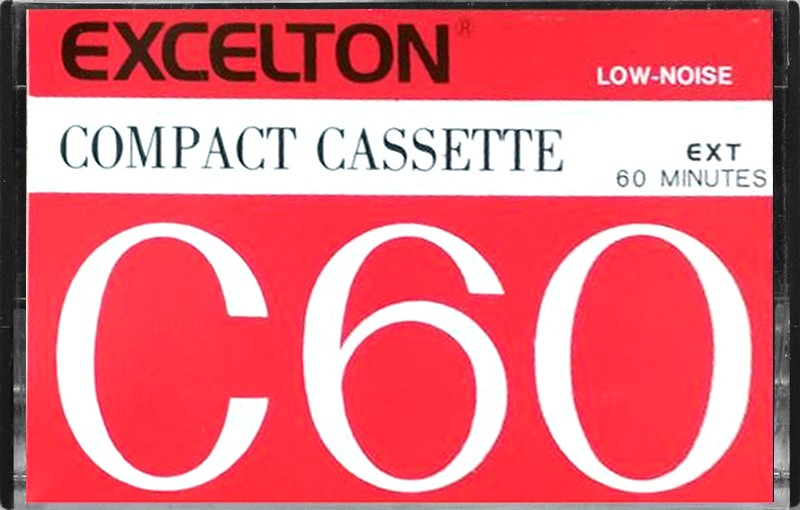 EXCELTON®
LOW-NOISE
COMPACT CASSETTE
EXT
60 MINUTES
C60